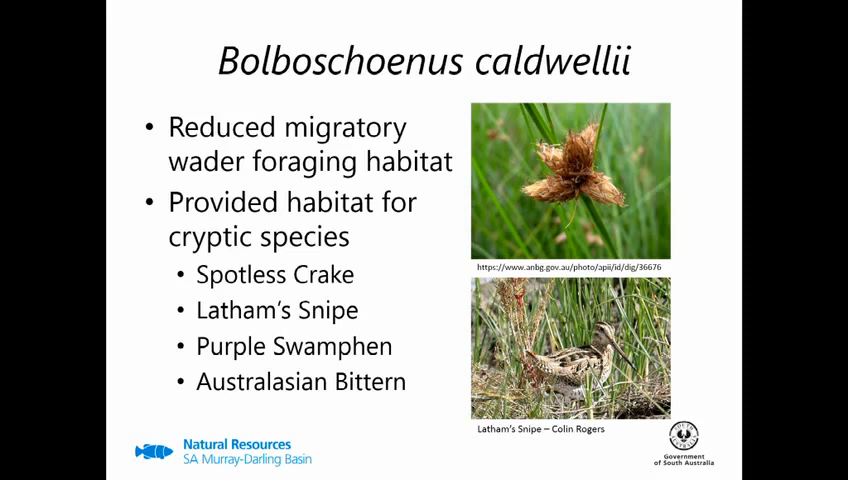 Bolboschoenus caldwellii
• Reduced migratory
wader foraging habitat
• Provided habitat for
cryptic species
• Spotless Crake
• Latham's Snipe
• Purple Swamphen
• Australasian Bittern
https://www.anbg.gov.au/photo/apii/id/dig/36676
Latham's Snipe – Colin Rogers
Natural Resources
SA Murray-Darling Basin
Government
of South Australia